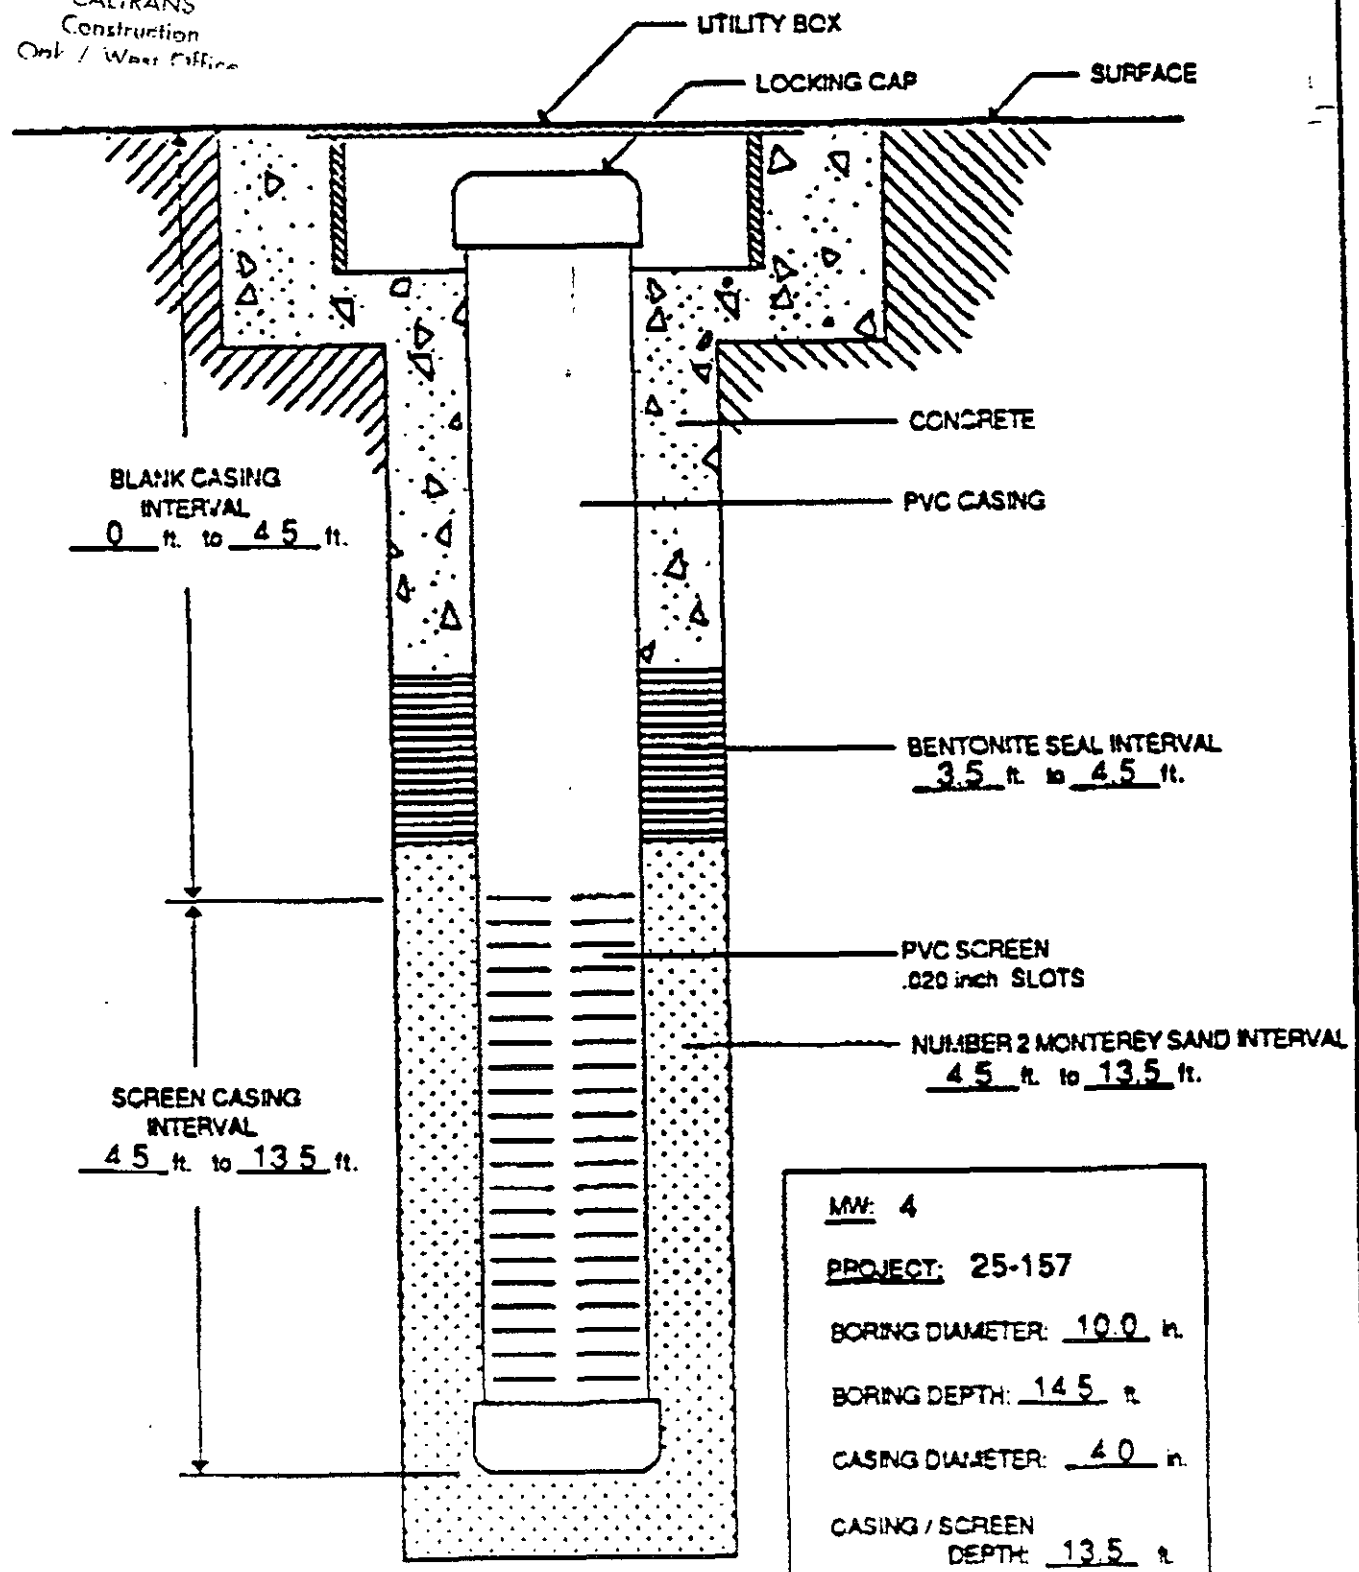 CALTRANS
Construction
Oak / West Office
UTILITY BOX
LOCKING CAP
SURFACE
CONCRETE
PVC CASING
BLANK CASING
INTERVAL
0 ft. to 4.5 ft.
BENTONITE SEAL INTERVAL
3.5 ft. to 4.5 ft.
PVC SCREEN
.020 inch SLOTS
NUMBER 2 MONTEREY SAND INTERVAL
4.5 ft. to 13.5 ft.
SCREEN CASING
INTERVAL
4.5 ft. to 13.5 ft.
MW: 4
PROJECT: 25-157
BORING DIAMETER: 10.0 in.
BORING DEPTH: 14.5 ft.
CASING DIAMETER: 4.0 in.
CASING / SCREEN
DEPTH: 13.5 ft.